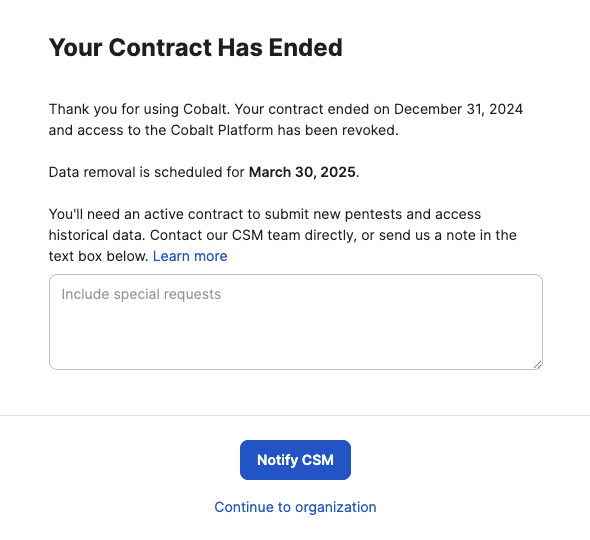 Your Contract Has Ended
Thank you for using Cobalt. Your contract ended on December 31, 2024
and access to the Cobalt Platform has been revoked.
Data removal is scheduled for March 30, 2025.
You'll need an active contract to submit new pentests and access
historical data. Contact our CSM team directly, or send us a note in the
text box below. Learn more
Include special requests
Notify CSM
Continue to organization